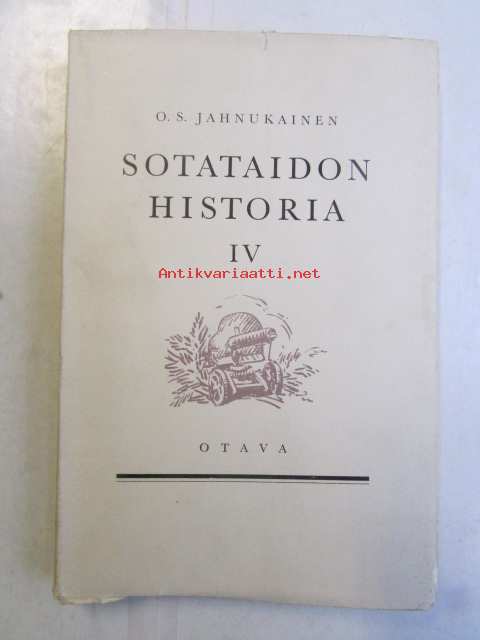 O. S. JAHNUKAINEN
SOTATAIDON
HISTORIA
IV
Antikvariaatti.net
OTAVA